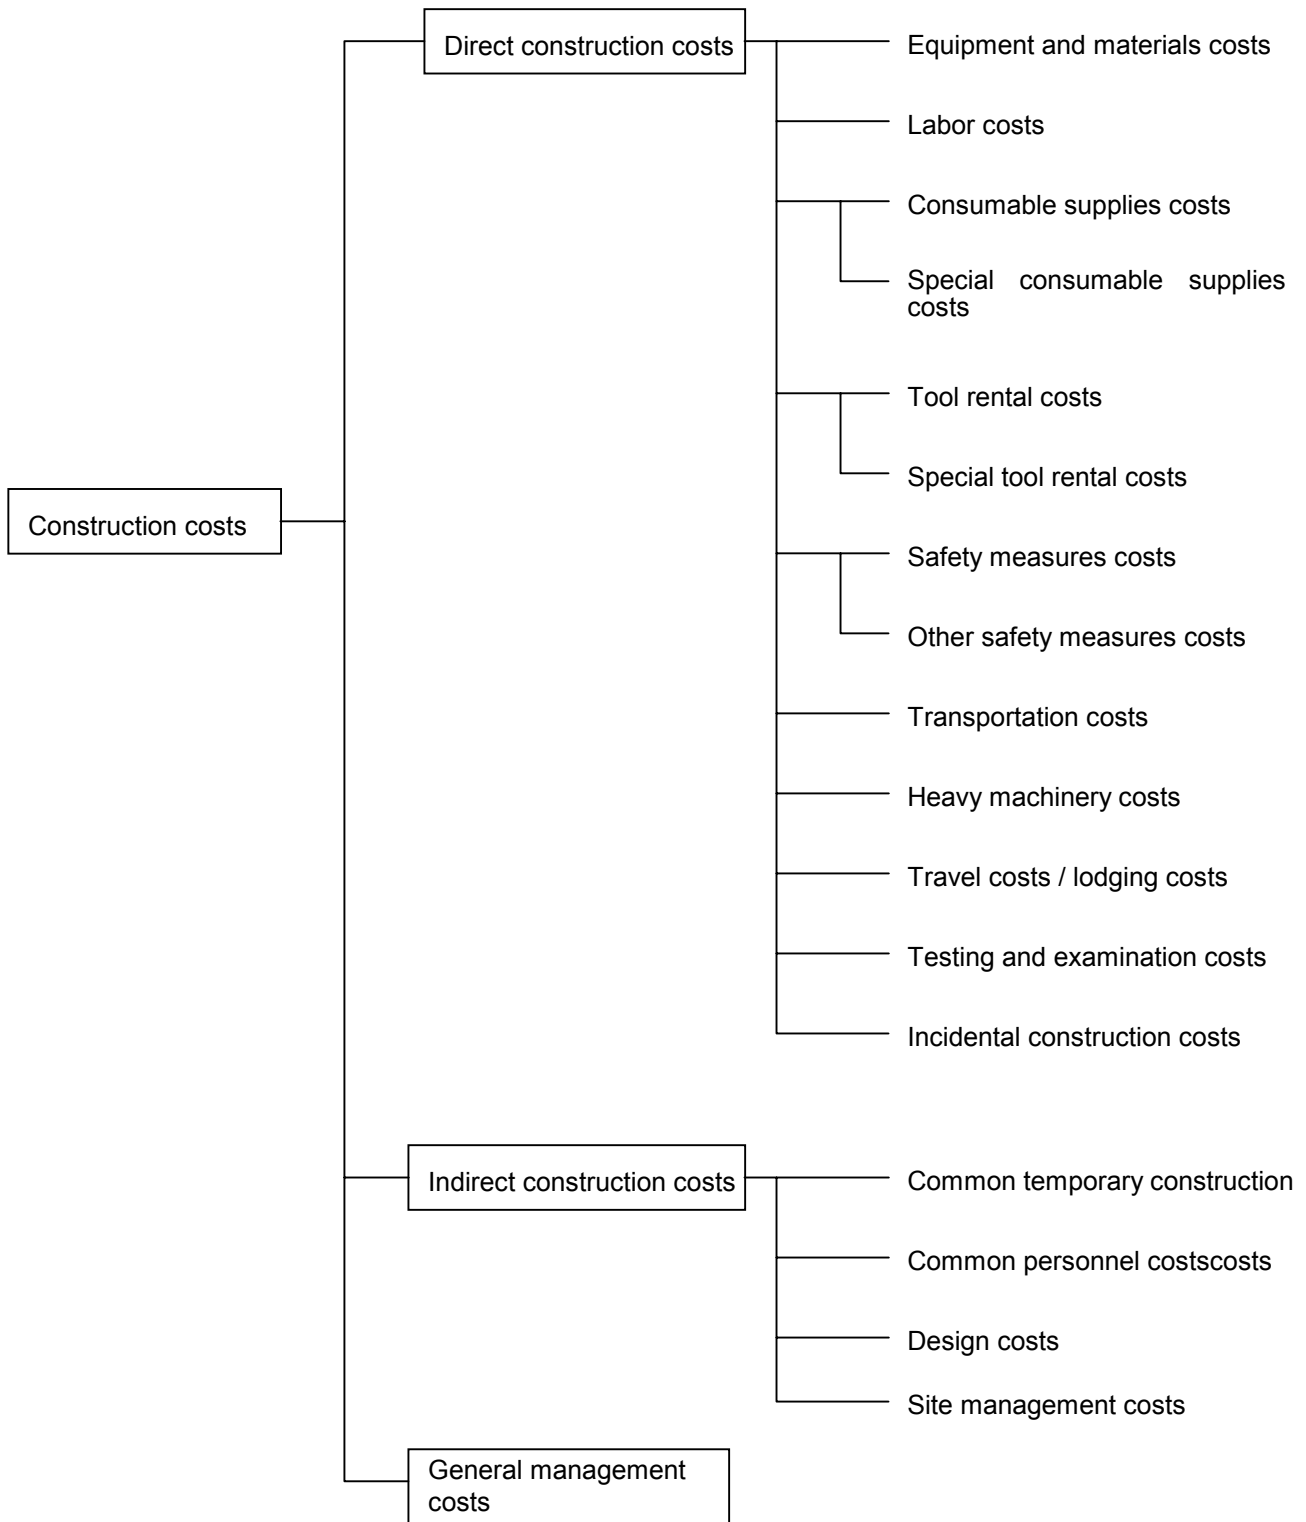 Direct construction costs
Equipment and materials costs
Labor costs
Consumable supplies costs
Special consumable supplies
costs
Tool rental costs
Special tool rental costs
Construction costs
Safety measures costs
Other safety measures costs
Transportation costs
Heavy machinery costs
Travel costs / lodging costs
Testing and examination costs
Incidental construction costs
Indirect construction costs
Common temporary construction
Common personnel costscosts
Design costs
Site management costs
General management
costs